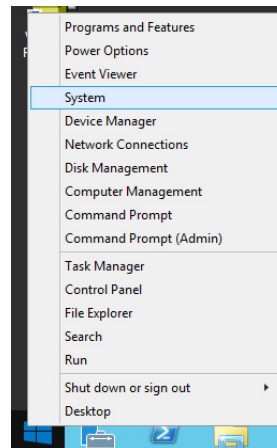 Programs and Features
Power Options
Event Viewer
System
Device Manager
Network Connections
Disk Management
Computer Management
Command Prompt
Command Prompt (Admin)
Task Manager
Control Panel
File Explorer
Search
Run
Shut down or sign out
Desktop